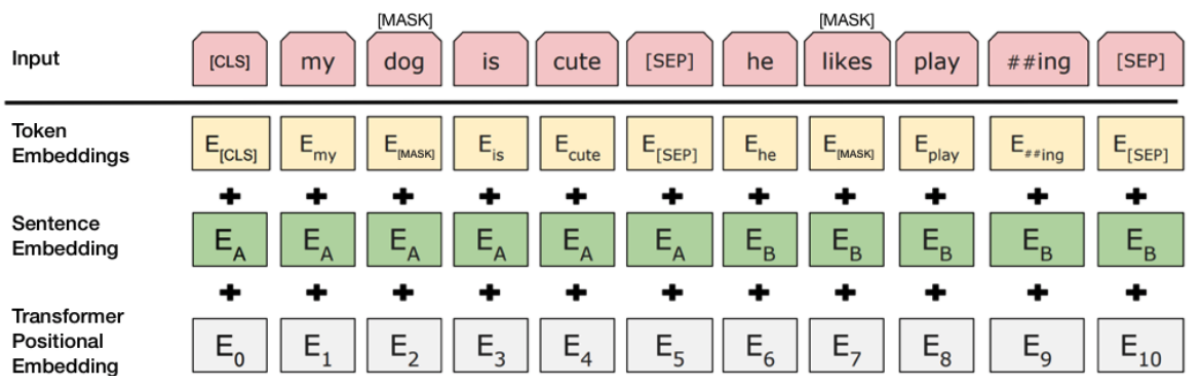 [MASK] [MASK]
Input [CLS] my dog is cute [SEP] he likes play ##ing [SEP]
Token
Embeddings
E[CLS] Emy E[MASK] Eis Ecute E[SEP] Ehe E[MASK] Eplay E##ing E[SEP]
+ + + + + + + + + + +
Sentence
Embedding
EA EA EA EA EA EA EB EB EB EB EB
+ + + + + + + + + + +
Transformer
Positional
Embedding
E0 E1 E2 E3 E4 E5 E6 E7 E8 E9 E10